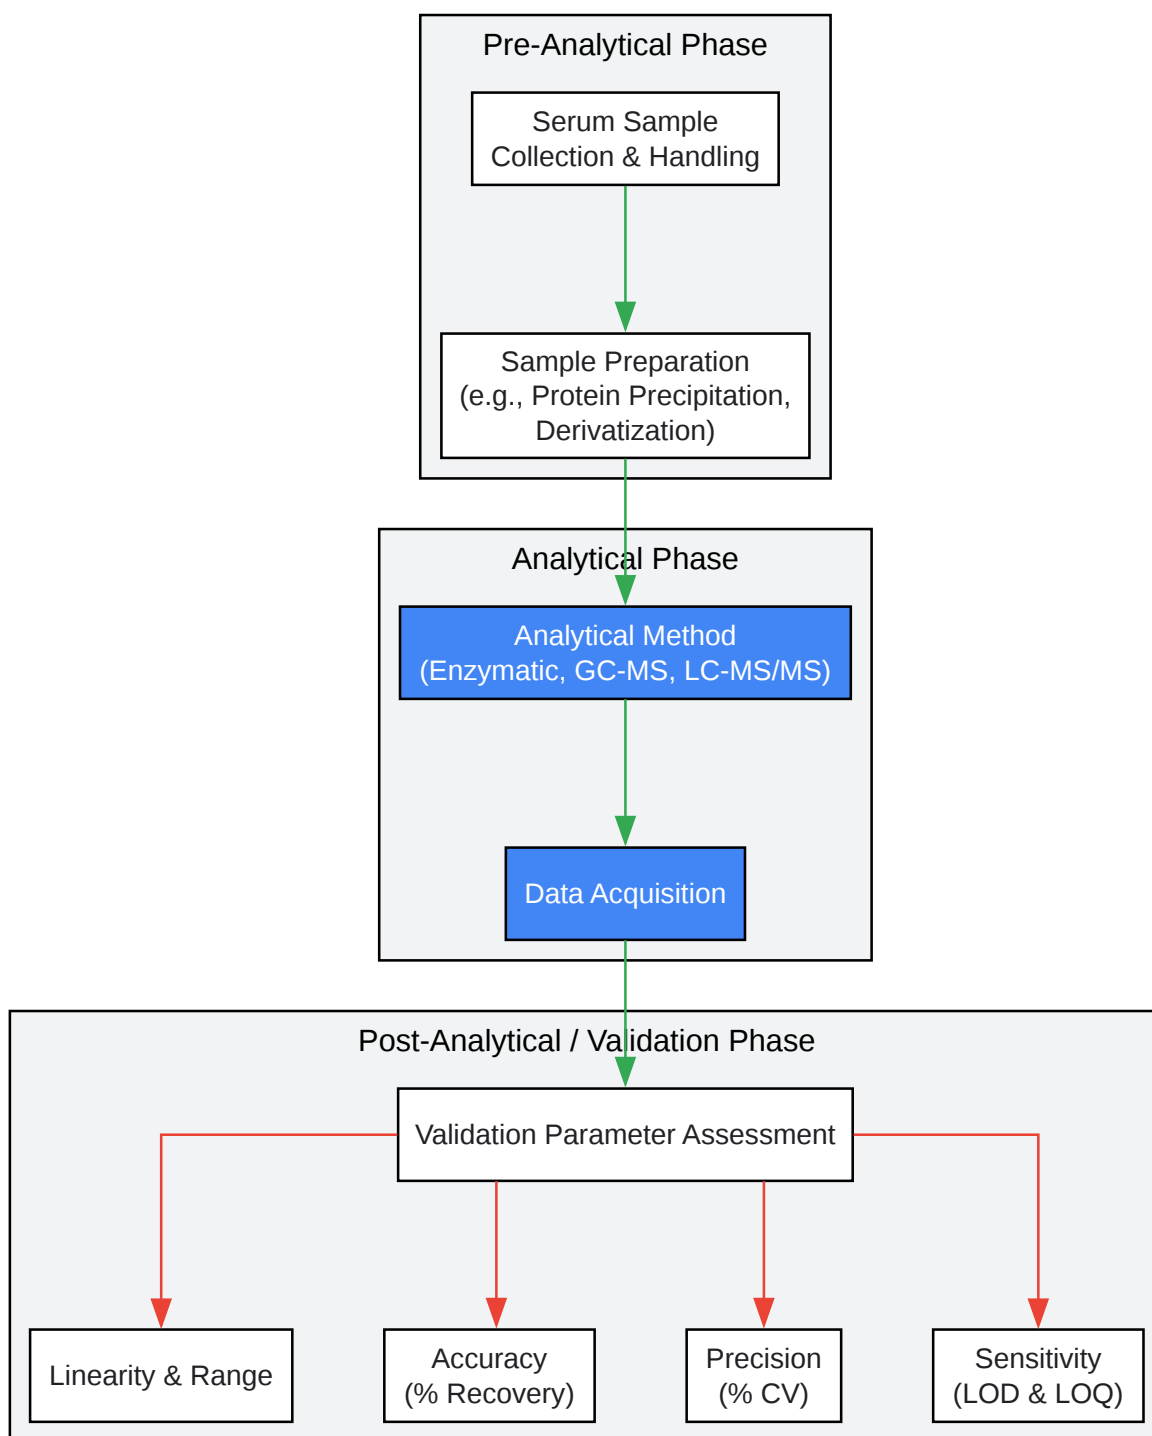 Pre-Analytical Phase
Serum Sample
Collection & Handling
Sample Preparation
(e.g., Protein Precipitation,
Derivatization)
Analytical Phase
Analytical Method
(Enzymatic, GC-MS, LC-MS/MS)
Data Acquisition
Post-Analytical / Validation Phase
Validation Parameter Assessment
Linearity & Range
Accuracy
(% Recovery)
Precision
(% CV)
Sensitivity
(LOD & LOQ)